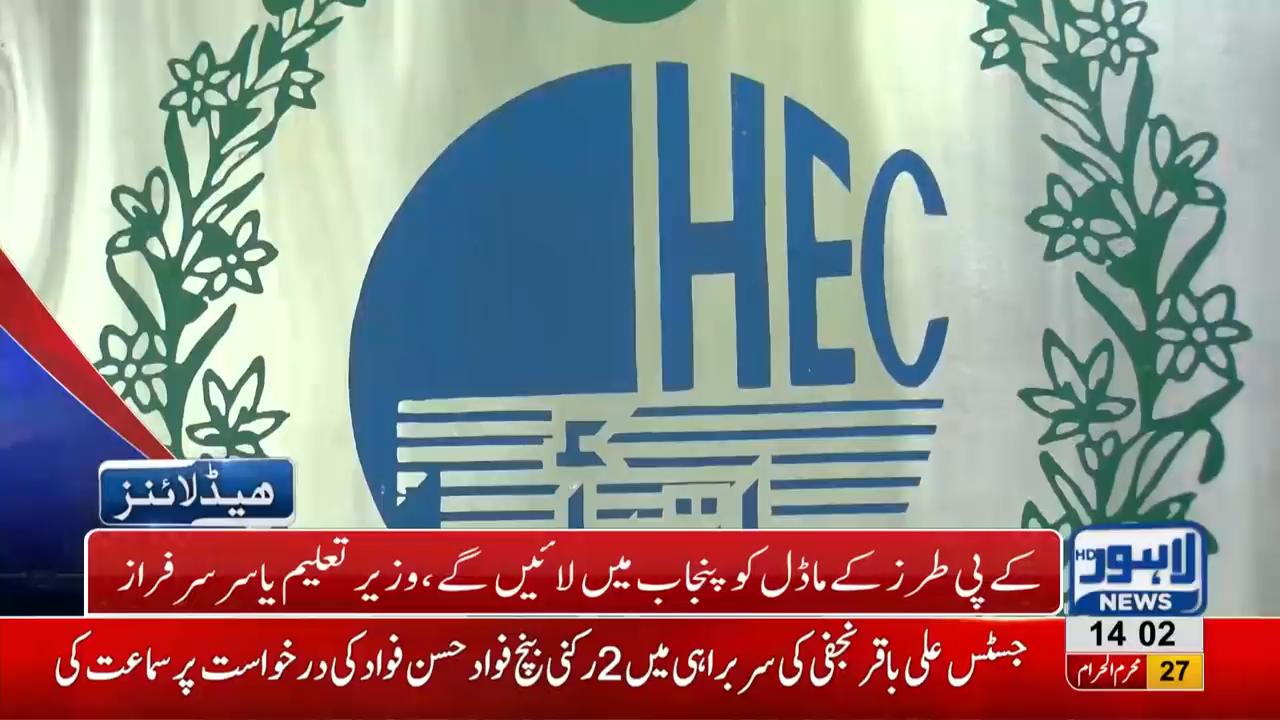 HEC
ھیڈلائنز
کے پی طرز کے ماڈل کو پنجاب میں لائیں گے، وزیر تعلیم یاسر سرفراز
HD لاہور
NEWS
14 02
27 محرم الحرام
جسٹس علی باقر نجفی کی سربراہی میں 2 رکنی بنچ فواد حسن فواد کی درخواست پر سماعت کی